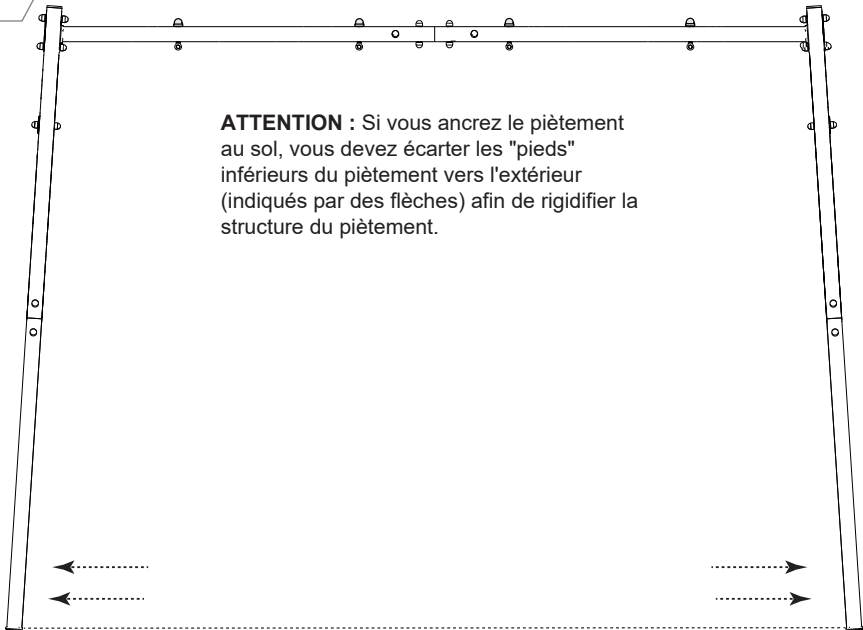 ATTENTION : Si vous ancrez le piètement
au sol, vous devez écarter les "pieds"
inférieurs du piètement vers l'extérieur
(indiqués par des flèches) afin de rigidifier la
structure du piètement.